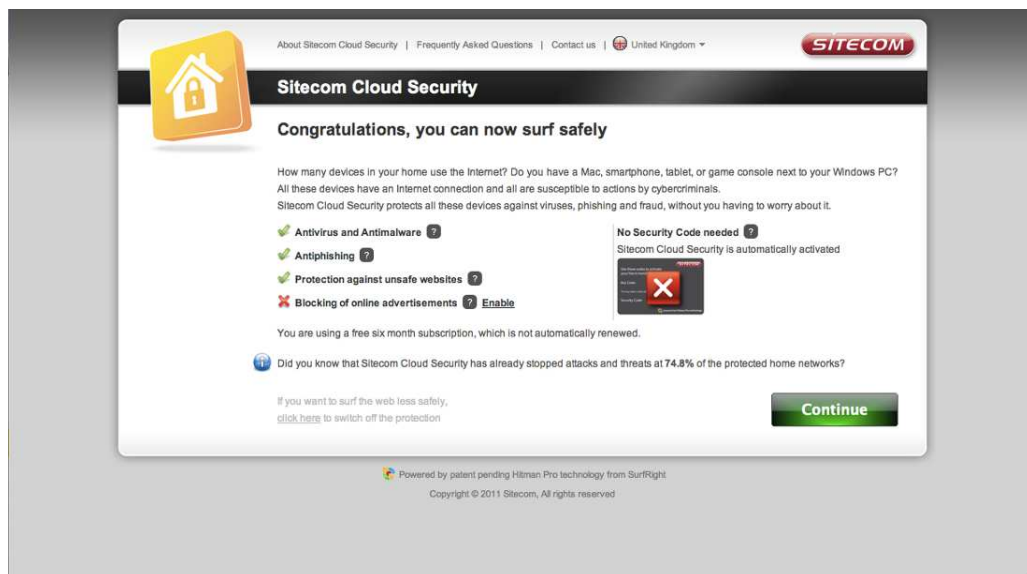 About Sitecom Cloud Security | Frequently Asked Questions | Contact us | United Kingdom
SITECOM
Sitecom Cloud Security
Congratulations, you can now surf safely
How many devices in your home use the Internet? Do you have a Mac, smartphone, tablet, or game console next to your Windows PC?
All these devices have an Internet connection and all are susceptible to actions by cybercriminals.
Sitecom Cloud Security protects all these devices against viruses, phishing and fraud, without you having to worry about it.
Antivirus and Antimalware ?
Antiphishing ?
Protection against unsafe websites ?
Blocking of online advertisements ? Enable
No Security Code needed ?
Sitecom Cloud Security is automatically activated
SITECOM
Security Code
You are using a free six month subscription, which is not automatically renewed.
Did you know that Sitecom Cloud Security has already stopped attacks and threats at 74.8% of the protected home networks?
If you want to surf the web less safely,
click here to switch off the protection
Continue
Powered by patent pending Hitman Pro technology from SurfRight
Copyright © 2011 Sitecom, All rights reserved